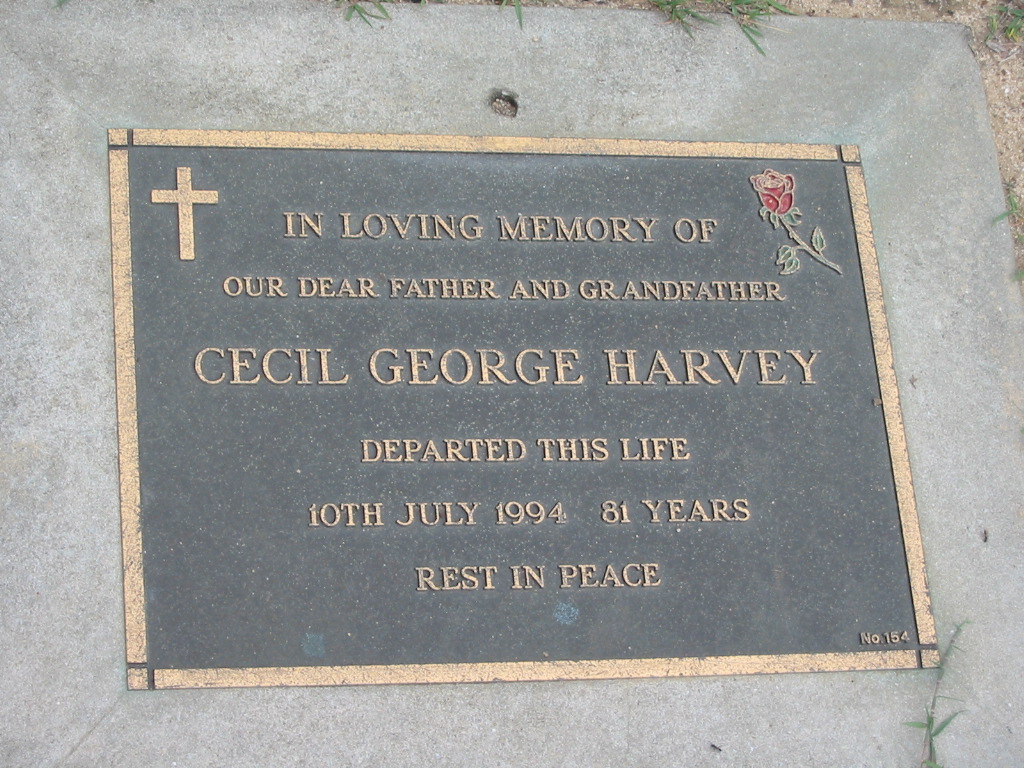 IN LOVING MEMORY OF
OUR DEAR FATHER AND GRANDFATHER
CECIL GEORGE HARVEY
DEPARTED THIS LIFE
10TH JULY 1994 81 YEARS
REST IN PEACE
No.154